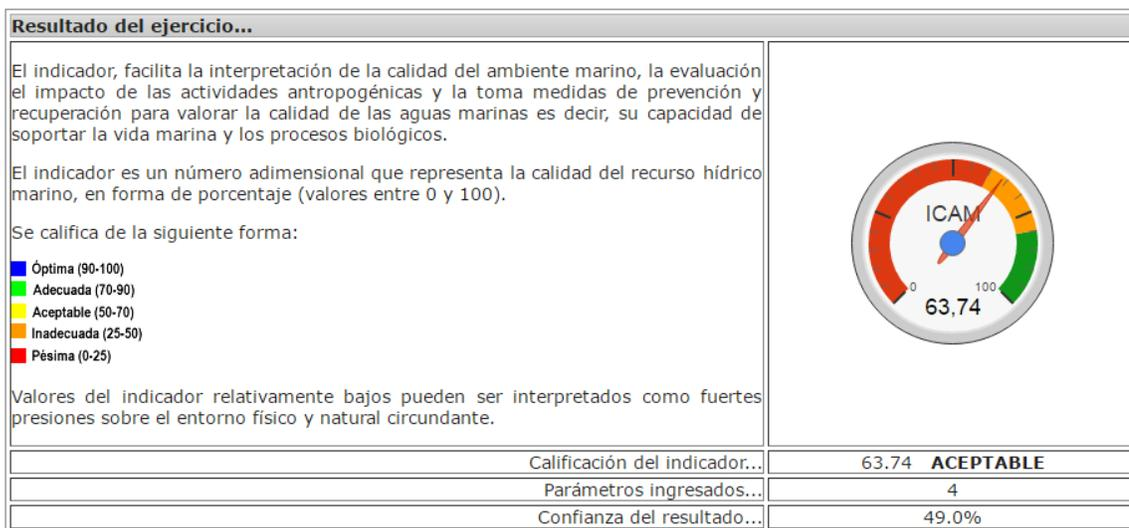 Resultado del ejercicio...
El indicador, facilita la interpretación de la calidad del ambiente marino, la evaluación
el impacto de las actividades antropogénicas y la toma medidas de prevención y
recuperación para valorar la calidad de las aguas marinas es decir, su capacidad de
soportar la vida marina y los procesos biológicos.
El indicador es un número adimensional que representa la calidad del recurso hídrico
marino, en forma de porcentaje (valores entre 0 y 100).
Se califica de la siguiente forma:
Óptima (90-100)
Adecuada (70-90)
Aceptable (50-70)
Inadecuada (25-50)
Pésima (0-25)
Valores del indicador relativamente bajos pueden ser interpretados como fuertes
presiones sobre el entorno físico y natural circundante.
ICAM
0 100
63,74
Calificación del indicador... 63.74 ACEPTABLE
Parámetros ingresados... 4
Confianza del resultado... 49.0%